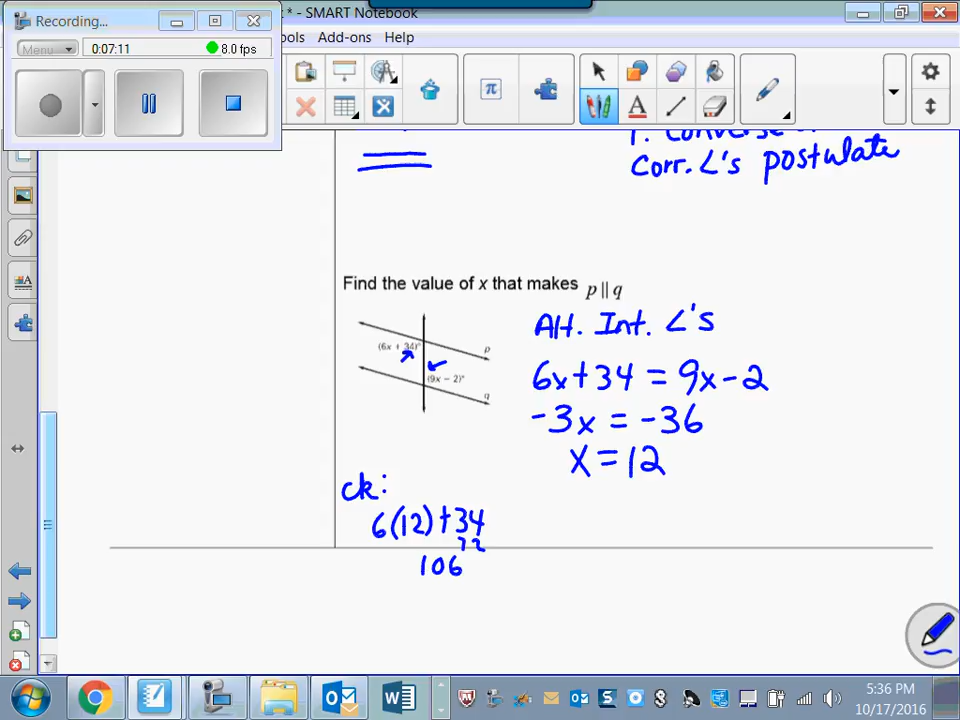 Recording...
* - SMART Notebook
Menu
0:07:11
8.0 fps
ools Add-ons Help
Corr. ∠'s postulate
Find the value of x that makes p || q
(6x + 34)°
p
(9x − 2)°
q
Alt. Int. ∠'s
6x+34 = 9x-2
-3x = -36
x = 12
ck:
6(12)+34
72
106
5:36 PM
10/17/2016